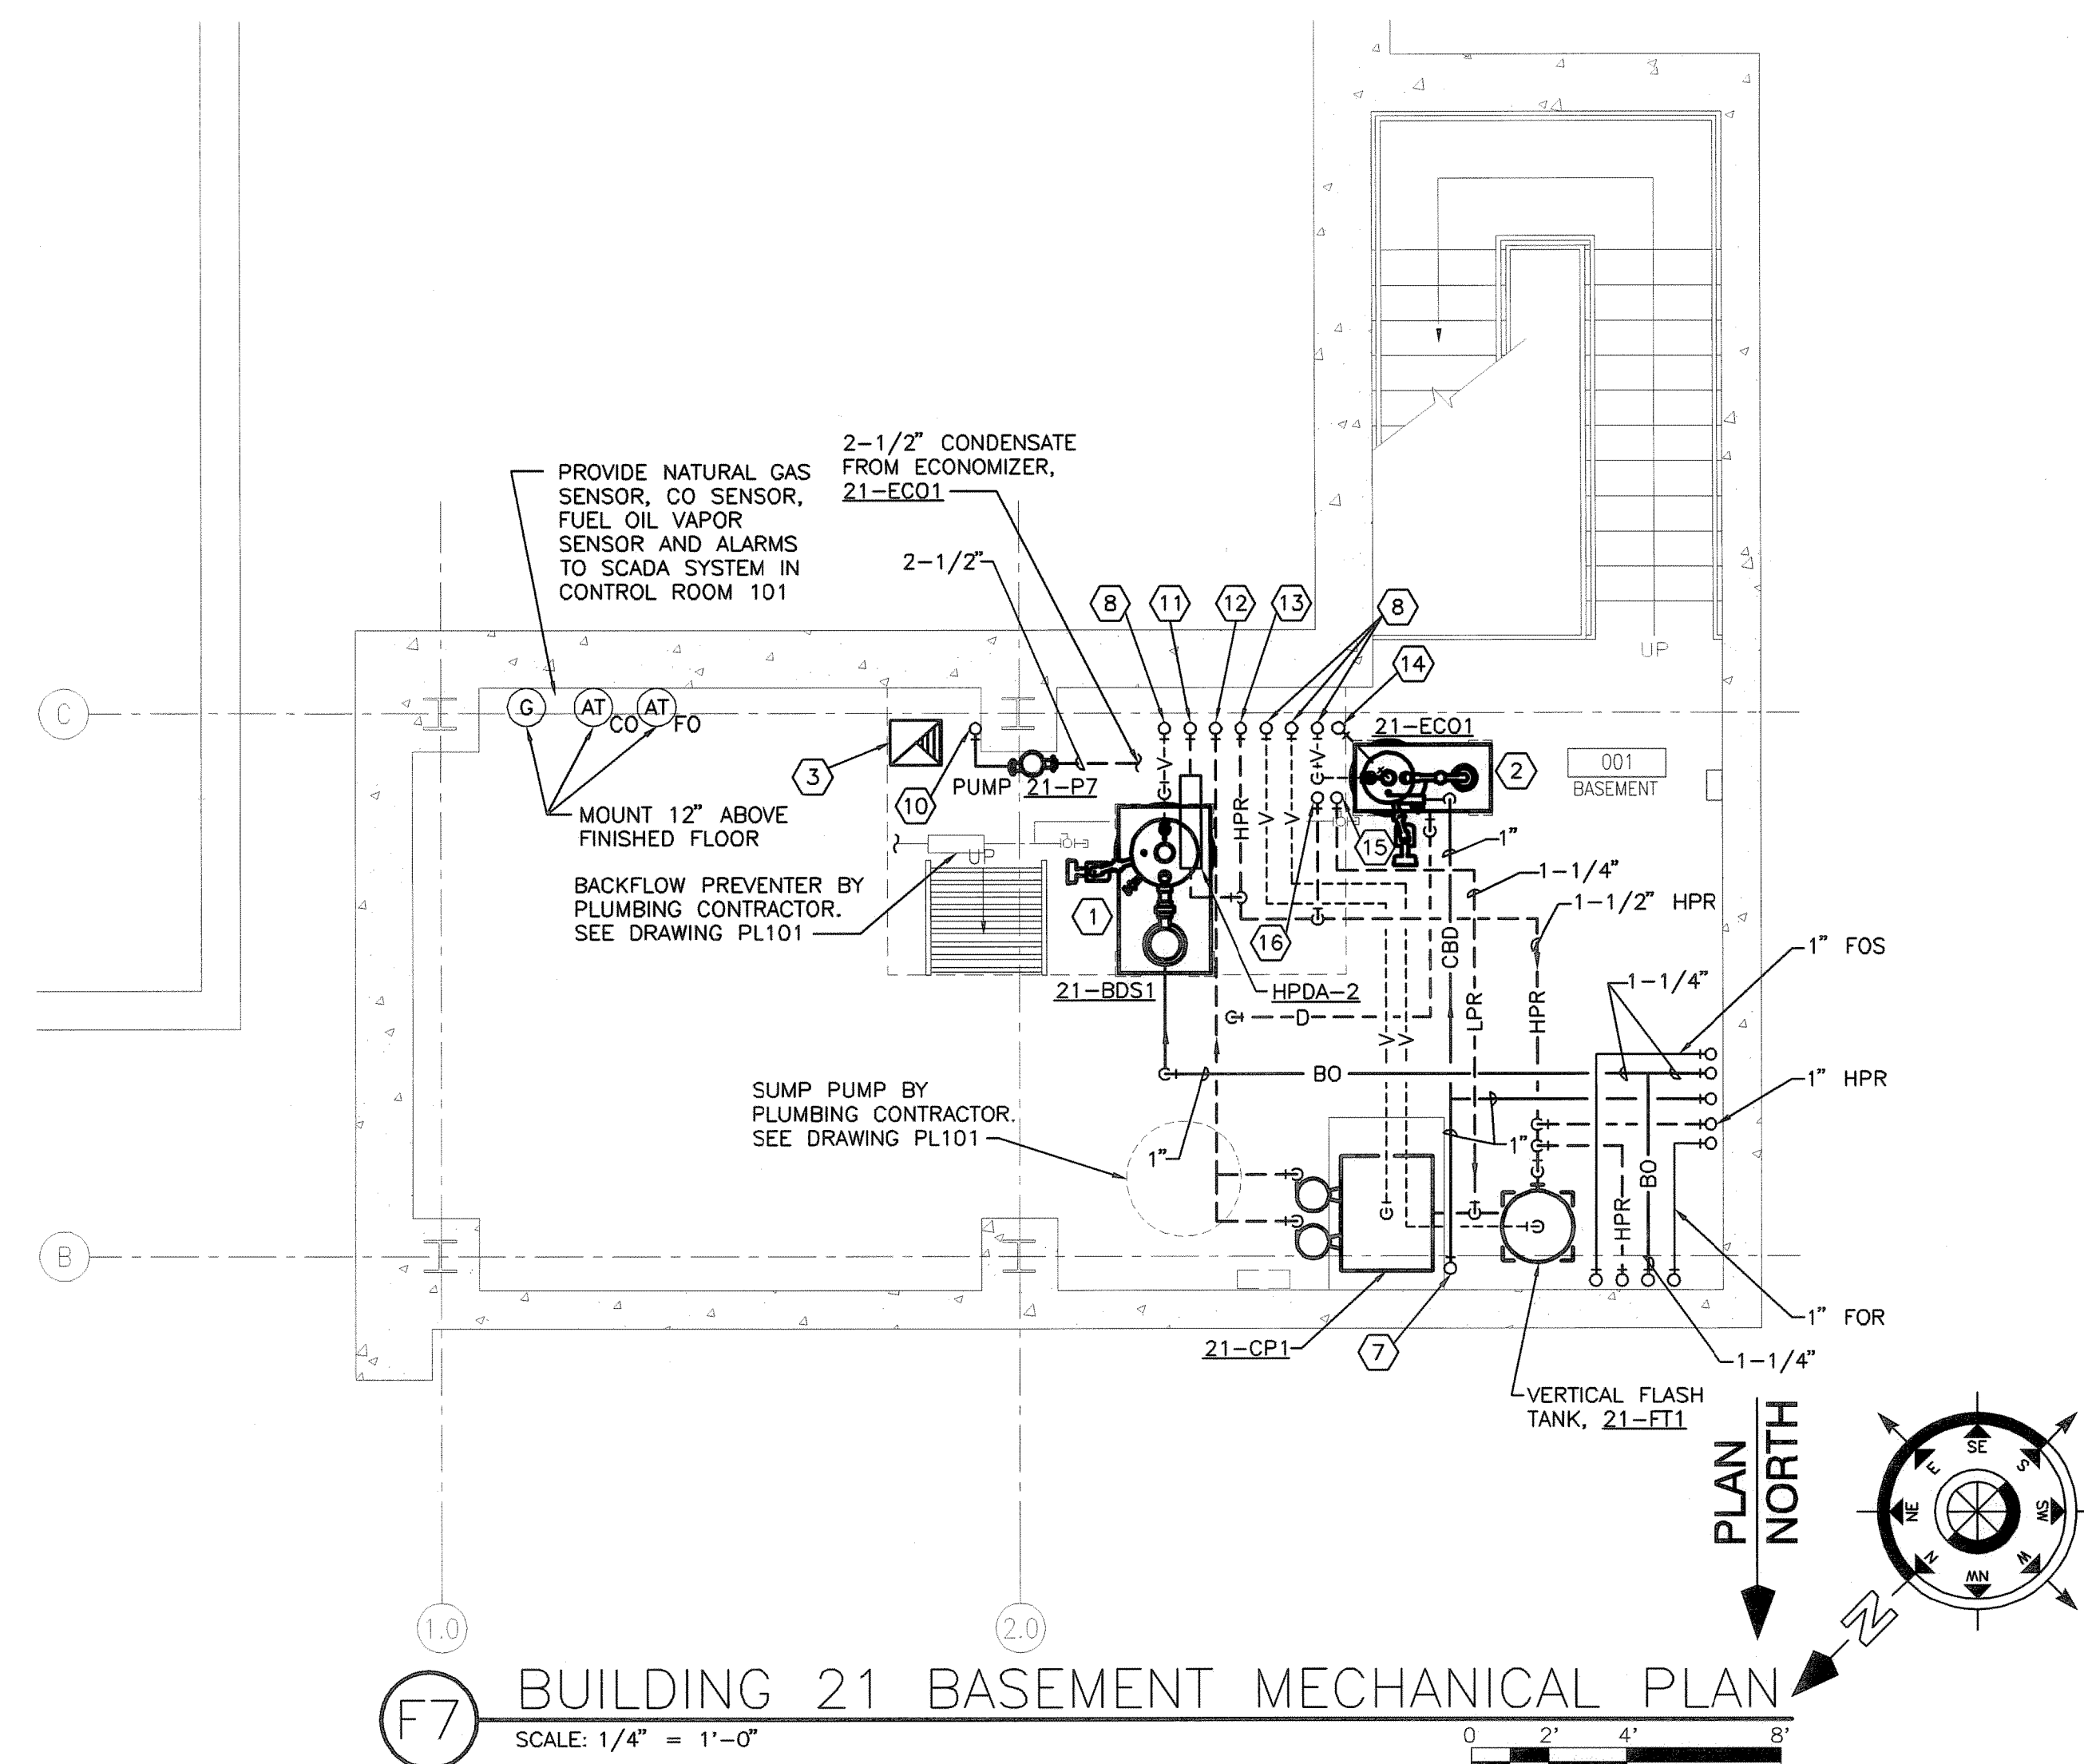 2-1/2" CONDENSATE
FROM ECONOMIZER,
21-ECO1
PROVIDE NATURAL GAS
SENSOR, CO SENSOR,
FUEL OIL VAPOR
SENSOR AND ALARMS
TO SCADA SYSTEM IN
CONTROL ROOM 101
2-1/2"
8
11
12
13
8
14
UP
C
G
AT
CO
AT
FO
21-ECO1
3
10
PUMP 21-P7
V
G
V
2
001
BASEMENT
MOUNT 12" ABOVE
FINISHED FLOOR
UP
HPR
V
V
15
1"
1-1/4"
1-1/2" HPR
BACKFLOW PREVENTER BY
PLUMBING CONTRACTOR.
SEE DRAWING PL101
1
16
CBD
1" FOS
1-1/4"
21-BDS1
HPDA-2
D
LPR
HPR
V
V
BO
1" HPR
SUMP PUMP BY
PLUMBING CONTRACTOR.
SEE DRAWING PL101
1"
1"
HPR
BO
B
1" FOR
21-CP1
7
1-1/4"
VERTICAL FLASH
TANK, 21-FT1
PLAN
NORTH
SE
S
SW
W
NW
N
NE
E
N
1.0
2.0
F7
BUILDING 21 BASEMENT MECHANICAL PLAN
SCALE: 1/4" = 1'-0"
0 2' 4' 8'